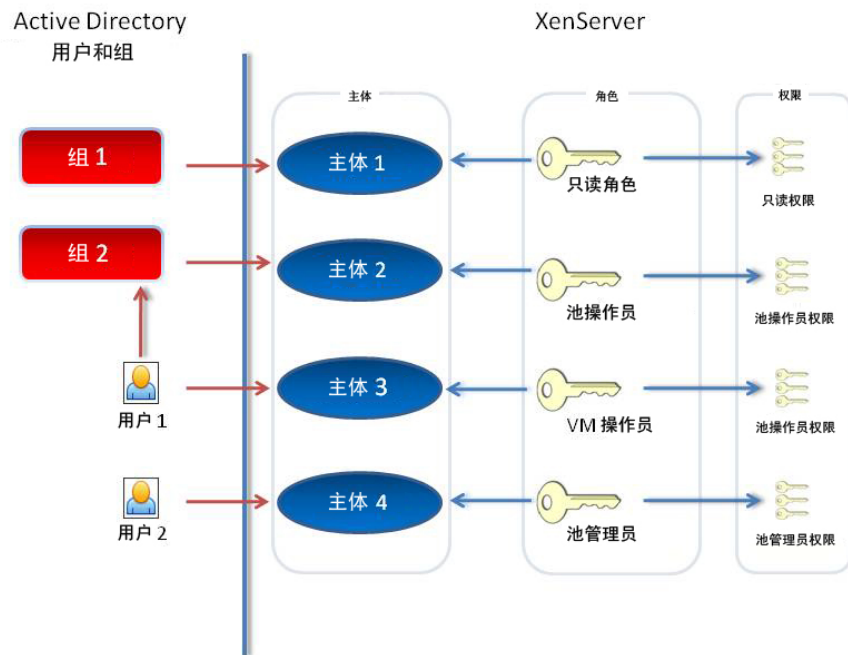 Active Directory
用户和组
XenServer
主体
角色
权限
组 1
主体 1
只读角色
只读权限
组 2
主体 2
池操作员
池操作员权限
用户 1
主体 3
VM 操作员
池操作员权限
用户 2
主体 4
池管理员
池管理员权限